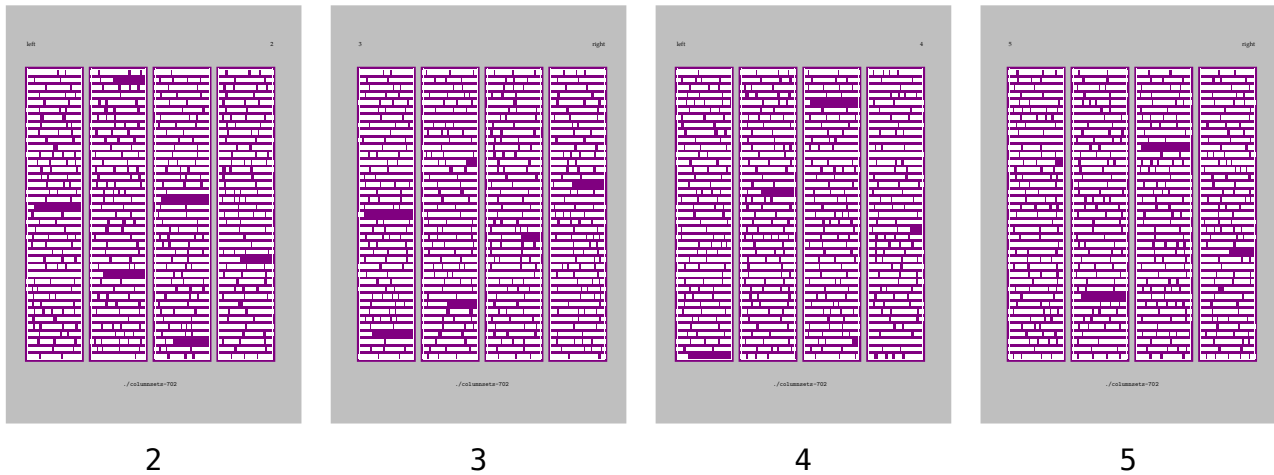 left 2
./columnsets-702
2
3 right
./columnsets-702
3
left 4
./columnsets-702
4
5 right
./columnsets-702
5